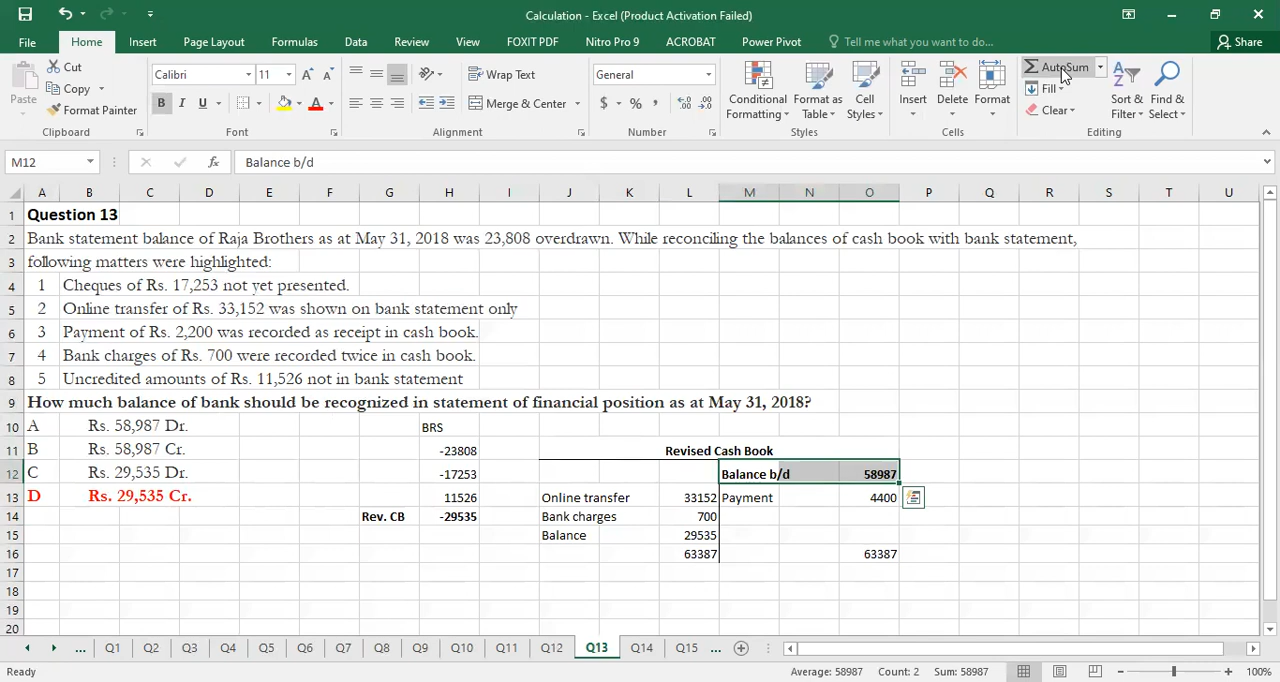 Calculation - Excel (Product Activation Failed)
File Home Insert Page Layout Formulas Data Review View FOXIT PDF Nitro Pro 9 ACROBAT Power Pivot Tell me what you want to do... Share
Paste
Cut
Copy
Format Painter
Clipboard
Calibri 11
B I U
Font
Wrap Text
Merge & Center
Alignment
General
$ % ,
Number
Conditional Formatting
Format as Table
Cell Styles
Styles
Insert Delete Format
Cells
AutoSum
Fill
Clear
Sort & Filter
Find & Select
Editing
M12 fx Balance b/d
A B C D E F G H I J K L M N O P Q R S T U
1 Question 13
2 Bank statement balance of Raja Brothers as at May 31, 2018 was 23,808 overdrawn. While reconciling the balances of cash book with bank statement,
3 following matters were highlighted:
4 1 Cheques of Rs. 17,253 not yet presented.
5 2 Online transfer of Rs. 33,152 was shown on bank statement only
6 3 Payment of Rs. 2,200 was recorded as receipt in cash book.
7 4 Bank charges of Rs. 700 were recorded twice in cash book.
8 5 Uncredited amounts of Rs. 11,526 not in bank statement
9 How much balance of bank should be recognized in statement of financial position as at May 31, 2018?
10 A Rs. 58,987 Dr. BRS
11 B Rs. 58,987 Cr. -23808 Revised Cash Book
12 C Rs. 29,535 Dr. -17253 Balance b/d 58987
13 D Rs. 29,535 Cr. 11526 Online transfer 33152 Payment 4400
14 Rev. CB -29535 Bank charges 700
15 Balance 29535
16 63387 63387
17
18
19
20
... Q1 Q2 Q3 Q4 Q5 Q6 Q7 Q8 Q9 Q10 Q11 Q12 Q13 Q14 Q15 ...
Ready Average: 58987 Count: 2 Sum: 58987 100%